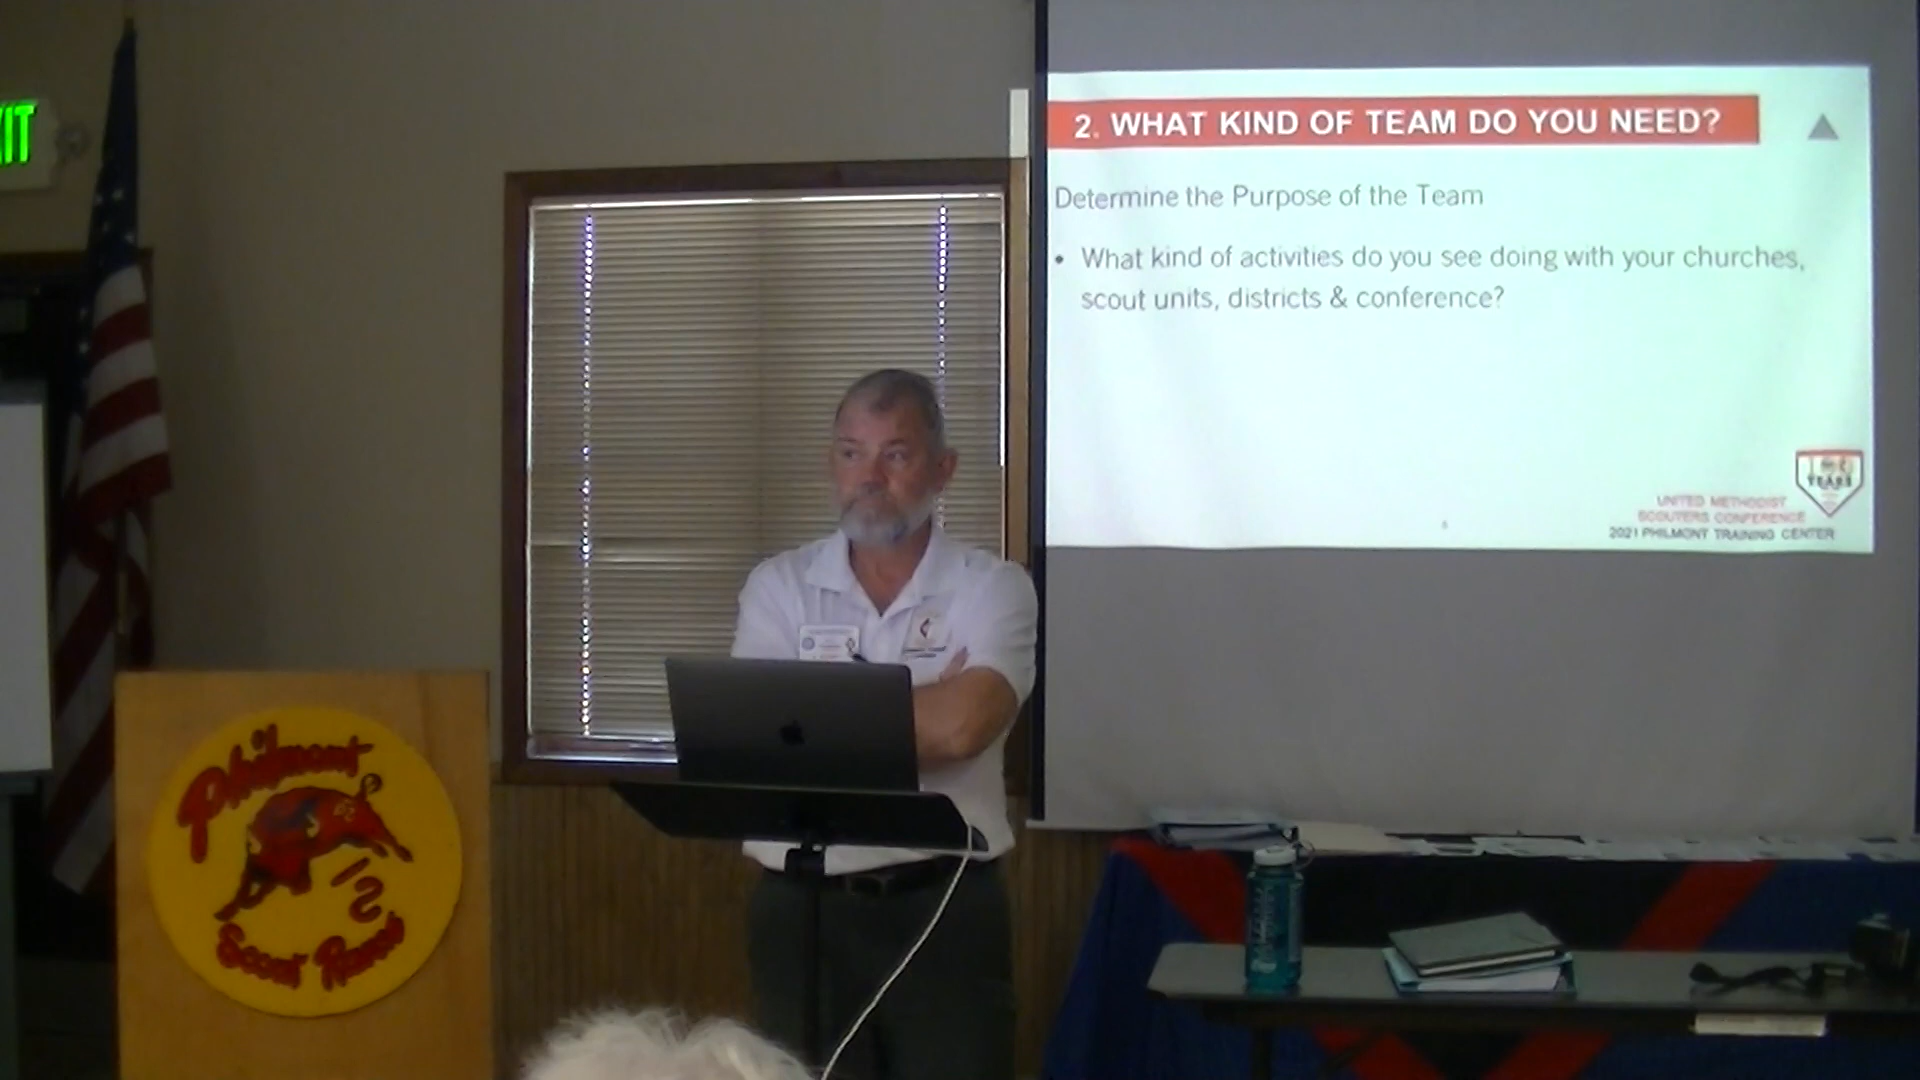 XIT
2. WHAT KIND OF TEAM DO YOU NEED?
Determine the Purpose of the Team
• What kind of activities do you see doing with your churches,
scout units, districts & conference?
YEARS
UNITED METHODIST
SCOUTERS CONFERENCE
2021 PHILMONT TRAINING CENTER
Philmont
Scout Ranch